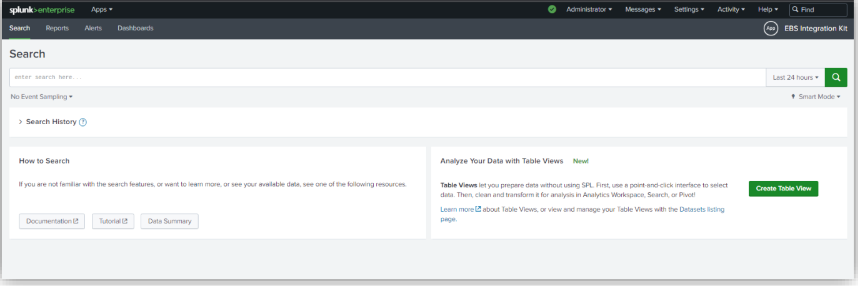 splunk>enterprise Apps ▾ Administrator ▾ Messages ▾ Settings ▾ Activity ▾ Help ▾ Find
Search Reports Alerts Dashboards App EBS Integration Kit
Search
enter search here... Last 24 hours ▾
No Event Sampling ▾ Smart Mode ▾
> Search History ?
How to Search
If you are not familiar with the search features, or want to learn more, or see your available data, see one of the following resources.
Documentation Tutorial Data Summary
Analyze Your Data with Table Views New!
Table Views let you prepare data without using SPL. First, use a point-and-click interface to select
data. Then, clean and transform it for analysis in Analytics Workspace, Search, or Pivot!
Learn more about Table Views, or view and manage your Table Views with the Datasets listing
page.
Create Table View